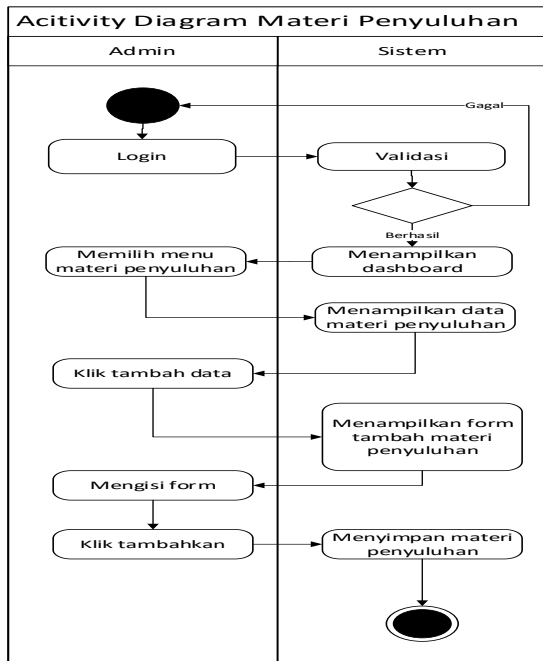 Acitivity Diagram Materi Penyuluhan
Admin
Sistem
Gagal
Login
Validasi
Berhasil
Memilih menu
materi penyuluhan
Menampilkan
dashboard
Menampilkan data
materi penyuluhan
Klik tambah data
Menampilkan form
tambah materi
penyuluhan
Mengisi form
Klik tambahkan
Menyimpan materi
penyuluhan